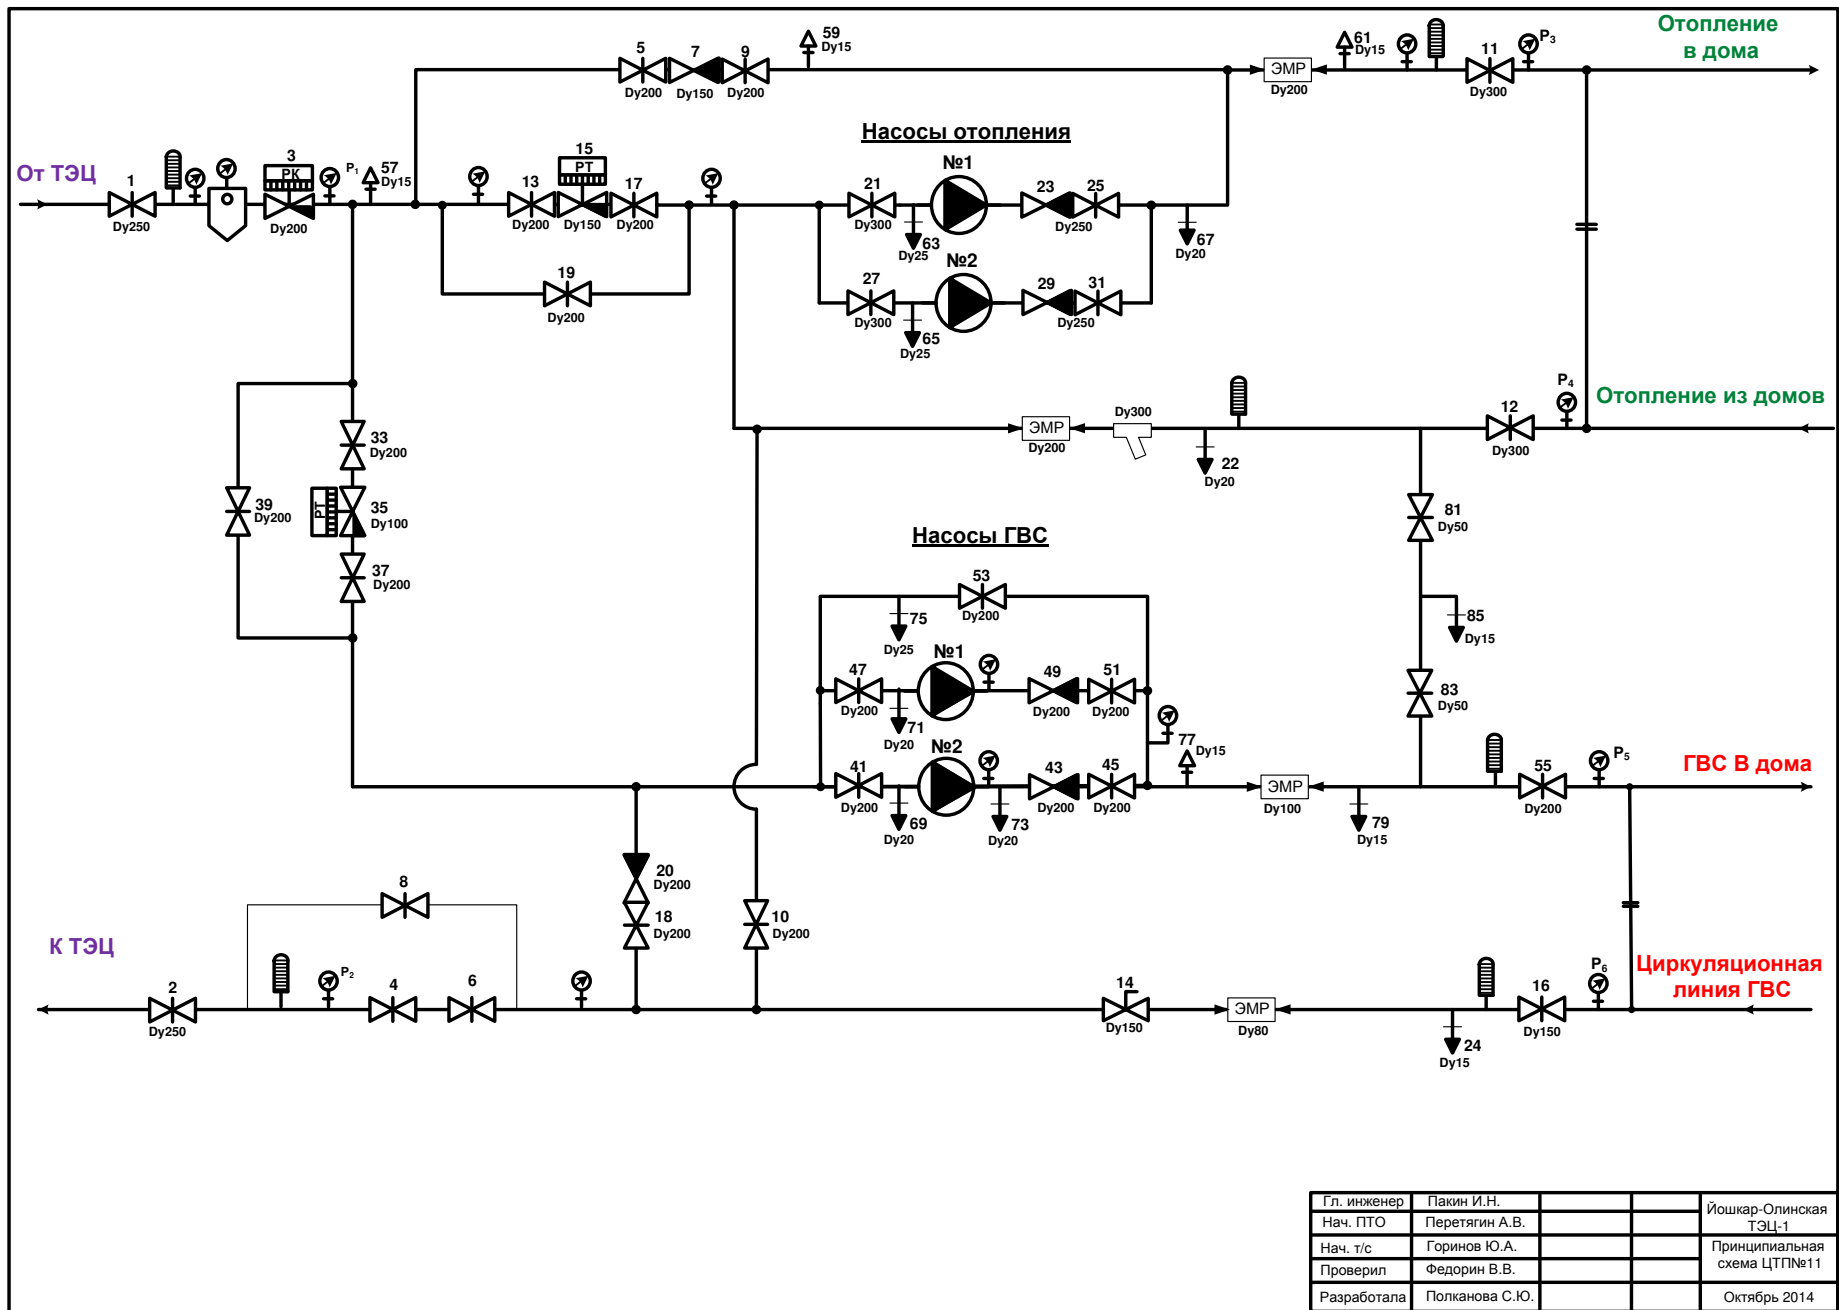 Отопление
в дома
59
Dy15
61
Dy15
11
P3
5
7
9
Dy200
Dy150
Dy200
ЭМР
Dy200
Dy300
Насосы отопления
От ТЭЦ
1
Dy250
3
РК
Dy200
P1
57
Dy15
15
РТ
13
17
Dy200
Dy150
Dy200
№1
21
Dy300
63
Dy25
23
25
Dy250
67
Dy20
19
Dy200
№2
27
Dy300
65
Dy25
29
31
Dy250
P4
Отопление из домов
12
Dy300
Dy300
ЭМР
Dy200
22
Dy20
33
Dy200
39
Dy200
РТ
35
Dy100
37
Dy200
81
Dy50
Насосы ГВС
53
Dy200
75
Dy25
85
Dy15
№1
47
Dy200
71
Dy20
49
51
Dy200
Dy200
83
Dy50
№2
41
Dy200
69
Dy20
73
Dy20
43
45
Dy200
Dy200
77
Dy15
ЭМР
Dy100
79
Dy15
55
Dy200
P5
ГВС В дома
20
Dy200
18
Dy200
10
Dy200
8
К ТЭЦ
2
Dy250
P2
4
6
14
Dy150
ЭМР
Dy80
24
Dy15
16
Dy150
P6
Циркуляционная
линия ГВС
Гл. инженер
Пакин И.Н.
Йошкар-Олинская
ТЭЦ-1
Нач. ПТО
Перетягин А.В.
Нач. т/с
Горинов Ю.А.
Принципиальная
схема ЦТП№11
Проверил
Федорин В.В.
Разработала
Полканова С.Ю.
Октябрь 2014